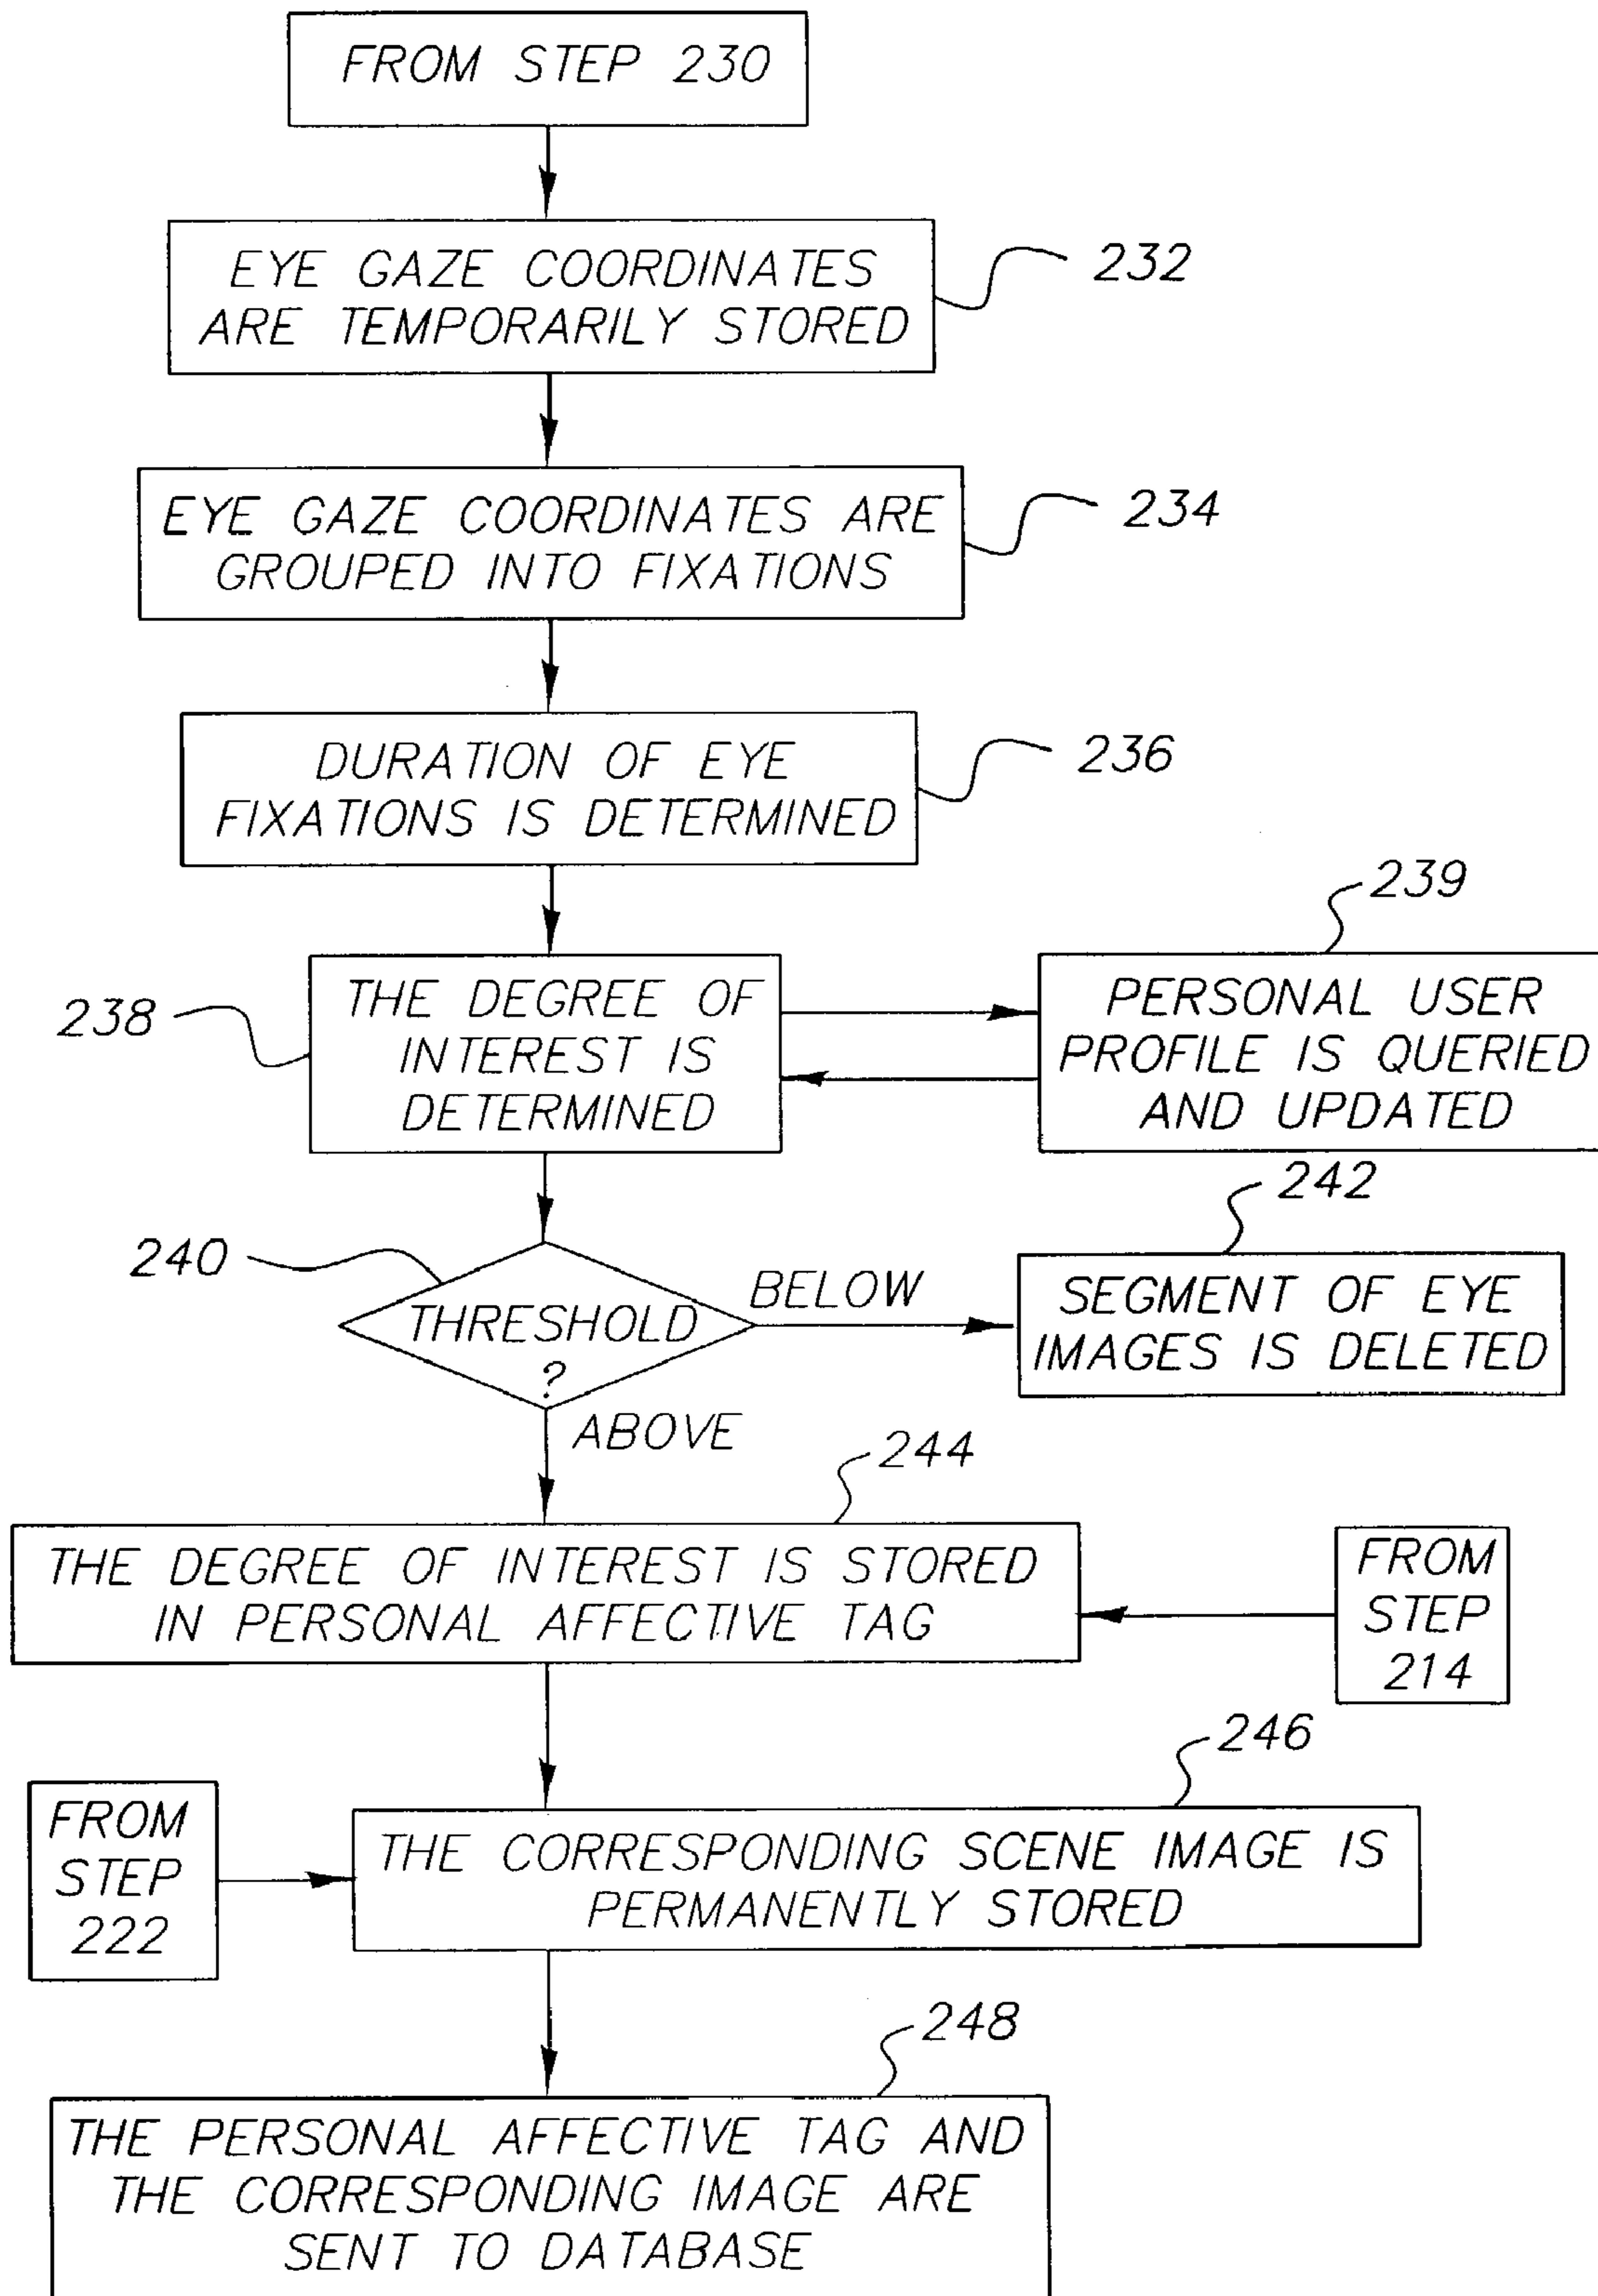 FROM STEP 230
EYE GAZE COORDINATES
ARE TEMPORARILY STORED
232
EYE GAZE COORDINATES ARE
GROUPED INTO FIXATIONS
234
DURATION OF EYE
FIXATIONS IS DETERMINED
236
239
238
THE DEGREE OF
INTEREST IS
DETERMINED
PERSONAL USER
PROFILE IS QUERIED
AND UPDATED
242
240
THRESHOLD
?
BELOW
SEGMENT OF EYE
IMAGES IS DELETED
ABOVE
244
THE DEGREE OF INTEREST IS STORED
IN PERSONAL AFFECTIVE TAG
FROM
STEP
214
246
FROM
STEP
222
THE CORRESPONDING SCENE IMAGE IS
PERMANENTLY STORED
248
THE PERSONAL AFFECTIVE TAG AND
THE CORRESPONDING IMAGE ARE
SENT TO DATABASE